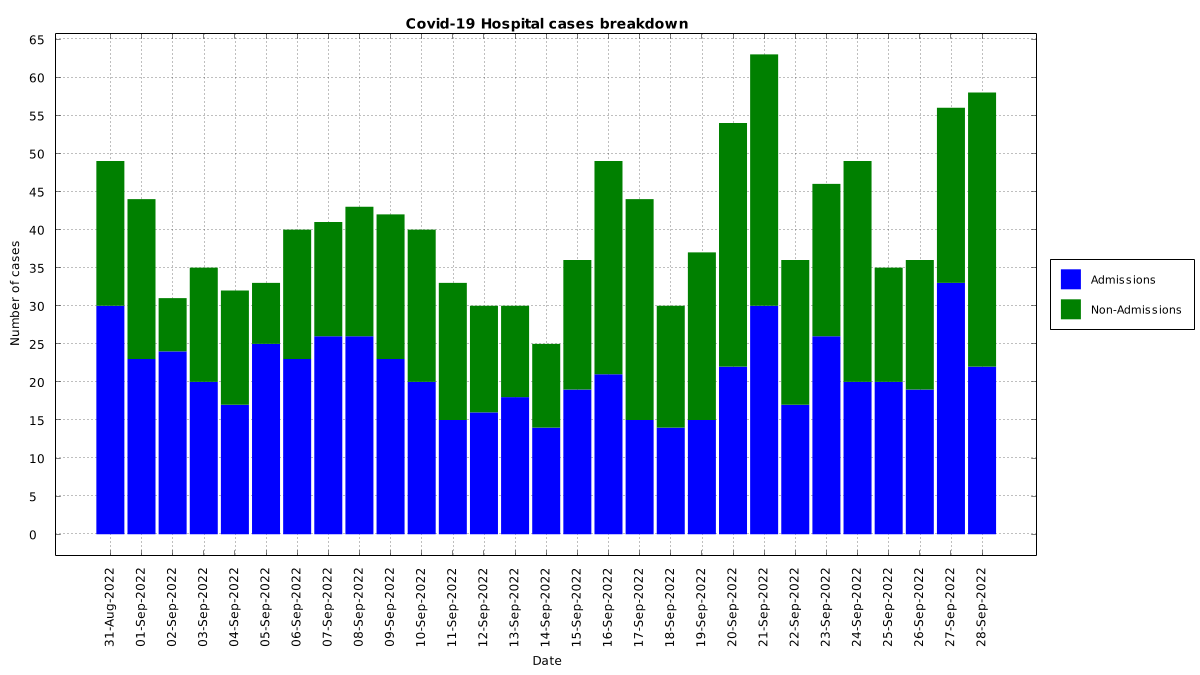 Covid-19 Hospital cases breakdown
65
60
55
50
45
40
35
30
25
20
15
10
5
0
Number of cases
Admissions
Non-Admissions
31-Aug-2022
01-Sep-2022
02-Sep-2022
03-Sep-2022
04-Sep-2022
05-Sep-2022
06-Sep-2022
07-Sep-2022
08-Sep-2022
09-Sep-2022
10-Sep-2022
11-Sep-2022
12-Sep-2022
13-Sep-2022
14-Sep-2022
15-Sep-2022
16-Sep-2022
17-Sep-2022
18-Sep-2022
19-Sep-2022
20-Sep-2022
21-Sep-2022
22-Sep-2022
23-Sep-2022
24-Sep-2022
25-Sep-2022
26-Sep-2022
27-Sep-2022
28-Sep-2022
Date